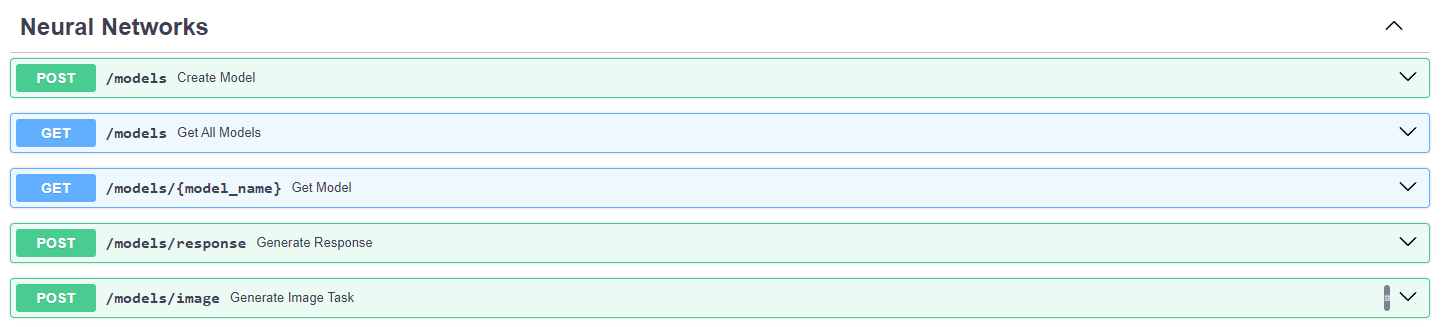 Neural Networks
POST /models Create Model
GET /models Get All Models
GET /models/{model_name} Get Model
POST /models/response Generate Response
POST /models/image Generate Image Task